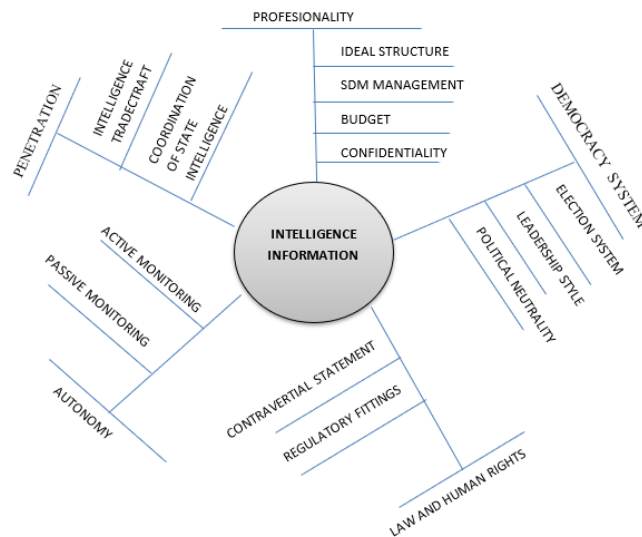 PROFESIONALITY
IDEAL STRUCTURE
SDM MANAGEMENT
BUDGET
CONFIDENTIALITY
PENETRATION
INTELLIGENCE
TRADECTRAFT
COORDINATION
OF STATE
INTELLIGENCE
DEMOCRACY SYSTEM
ELECTION SYSTEM
LEADERSHIP STYLE
POLITICAL NEUTRALITY
INTELLIGENCE
INFORMATION
ACTIVE MONITORING
PASSIVE MONITORING
AUTONOMY
CONTRAVERTIAL STATEMENT
REGULATORY FITTINGS
LAW AND HUMAN RIGHTS